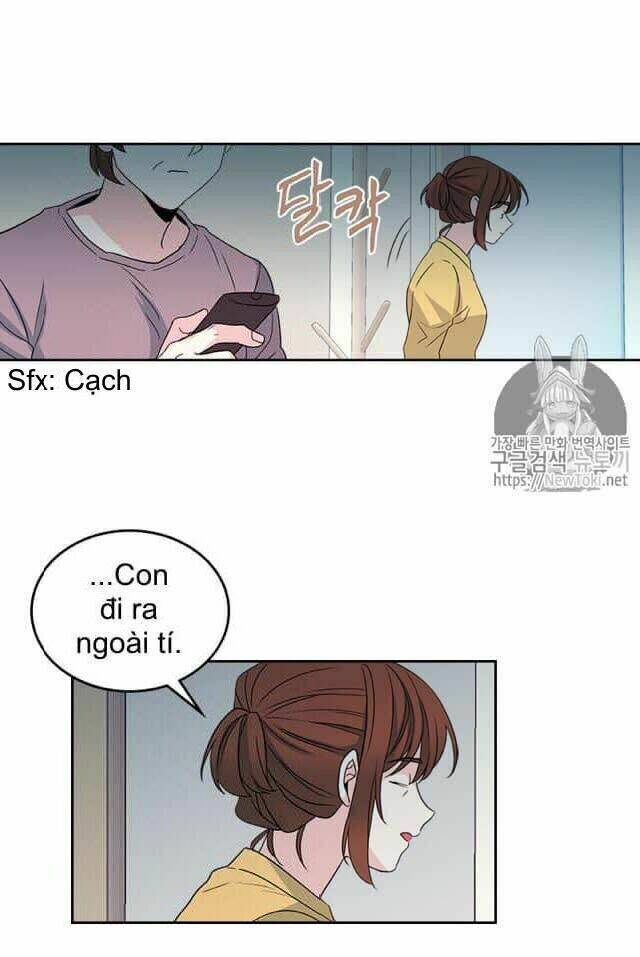 달칵
Sfx: Cạch
가장빠른 만화 번역사이트
구글검색 뉴토끼
https://NewToki.net
...Con
đi ra
ngoài tí.